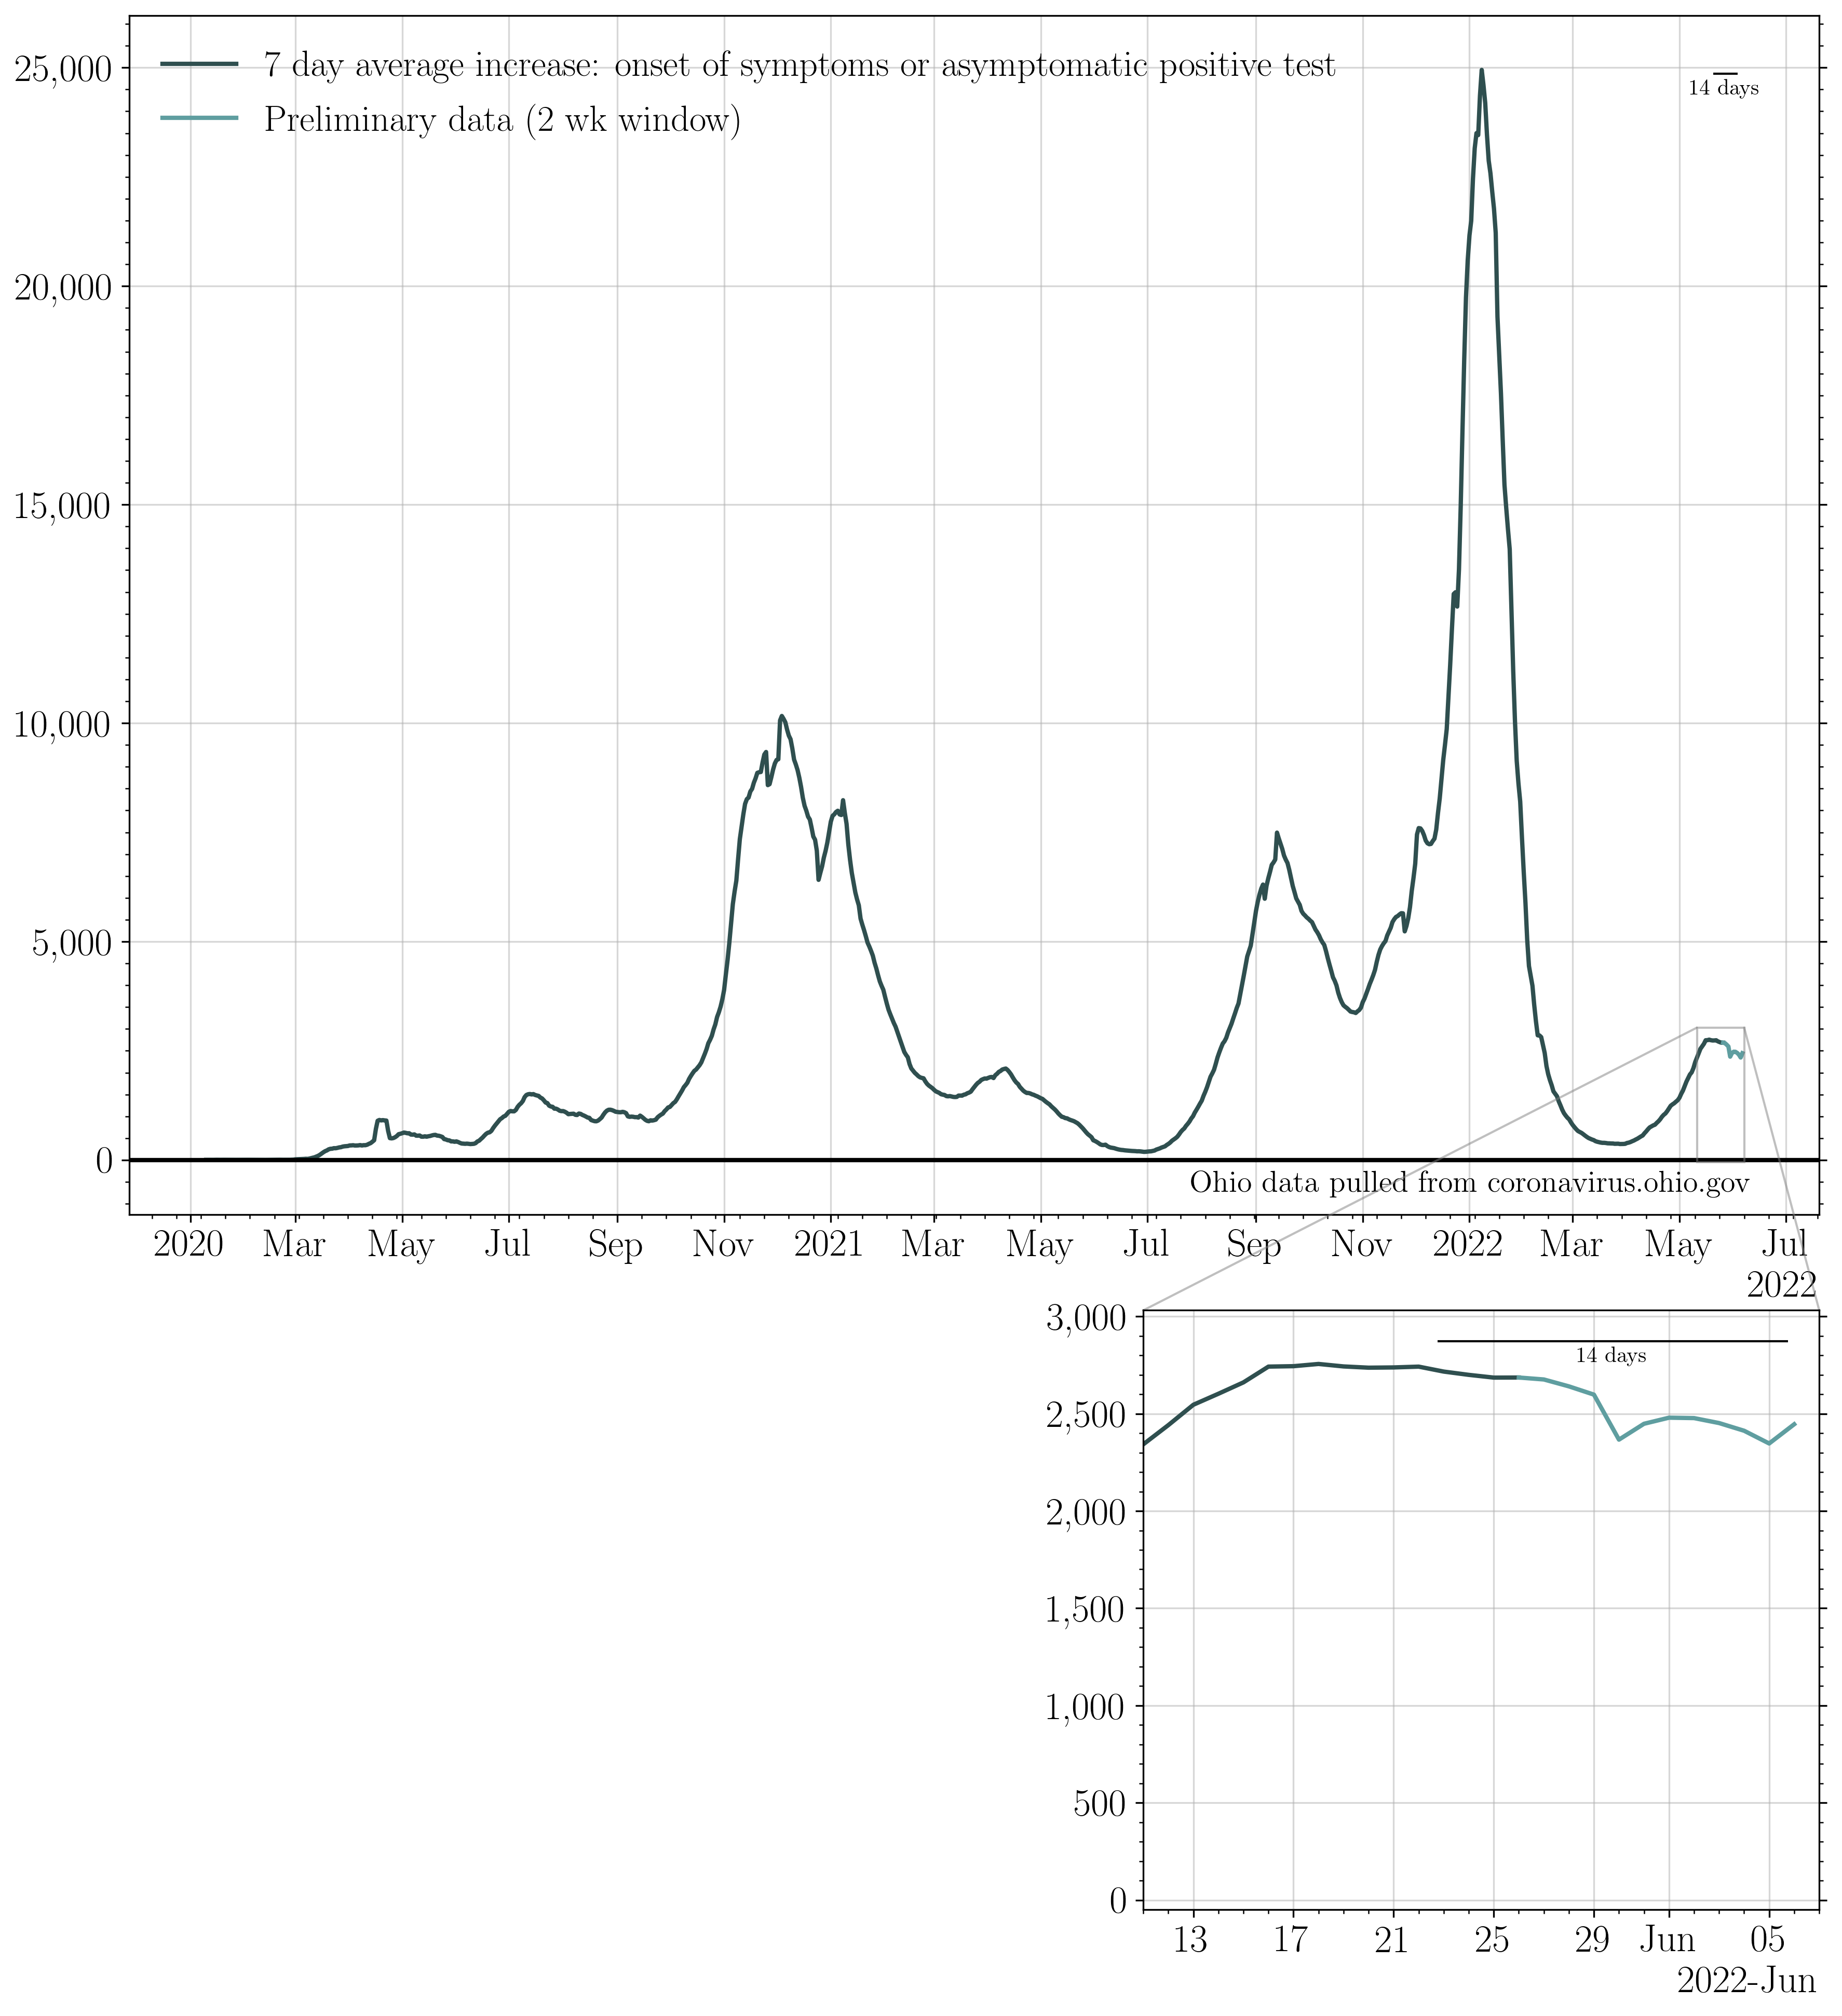 7 day average increase: onset of symptoms or asymptomatic positive test
Preliminary data (2 wk window)
14 days
25,000
20,000
15,000
10,000
5,000
0
Ohio data pulled from coronavirus.ohio.gov
2020 Mar May Jul Sep Nov 2021 Mar May Jul Sep Nov 2022 Mar May Jul
2022
14 days
3,000
2,500
2,000
1,500
1,000
500
0
13 17 21 25 29 Jun 05
2022-Jun